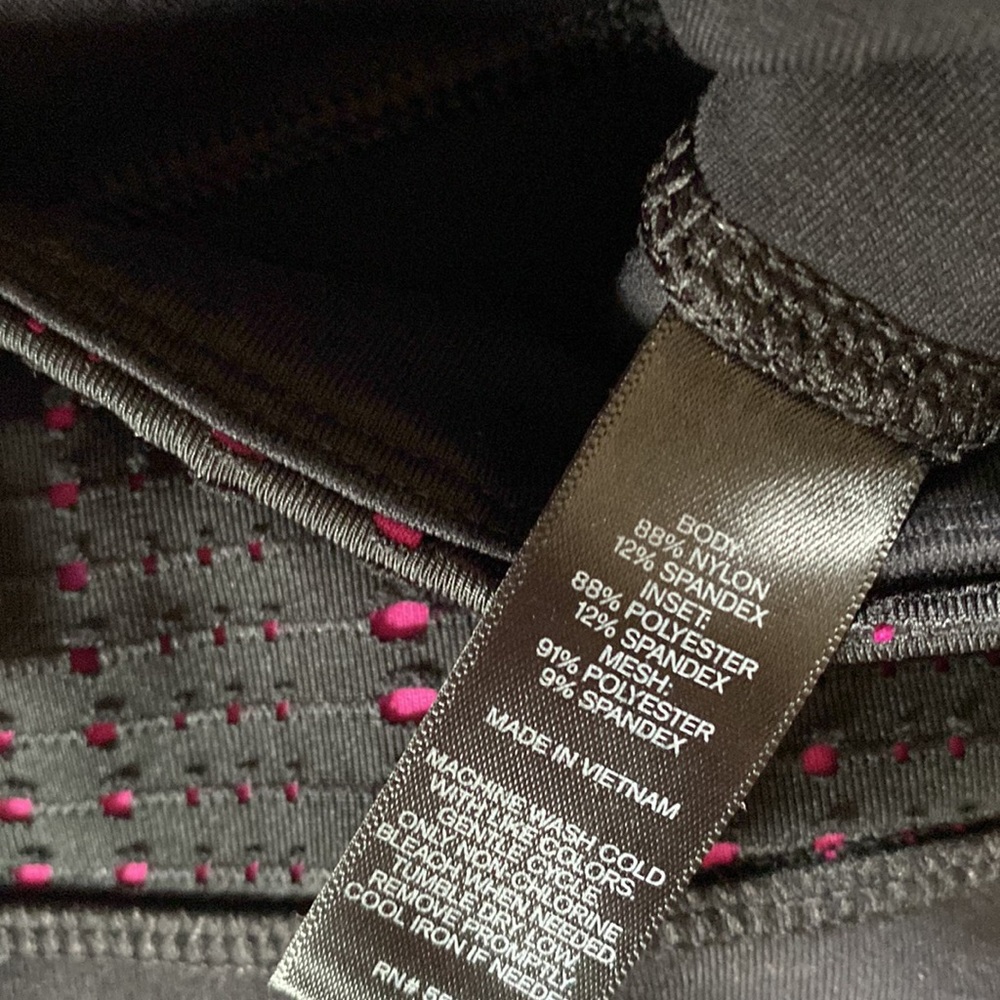 BODY:
88% NYLON
12% SPANDEX
INSET:
88% POLYESTER
12% SPANDEX
MESH:
91% POLYESTER
9% SPANDEX
MADE IN VIETNAM
MACHINE WASH COLD
WITH LIKE COLORS.
GENTLE CYCLE.
ONLY NON-CHLORINE
BLEACH WHEN NEEDED.
TUMBLE DRY LOW.
REMOVE PROMPTLY.
COOL IRON IF NEEDE
RN#